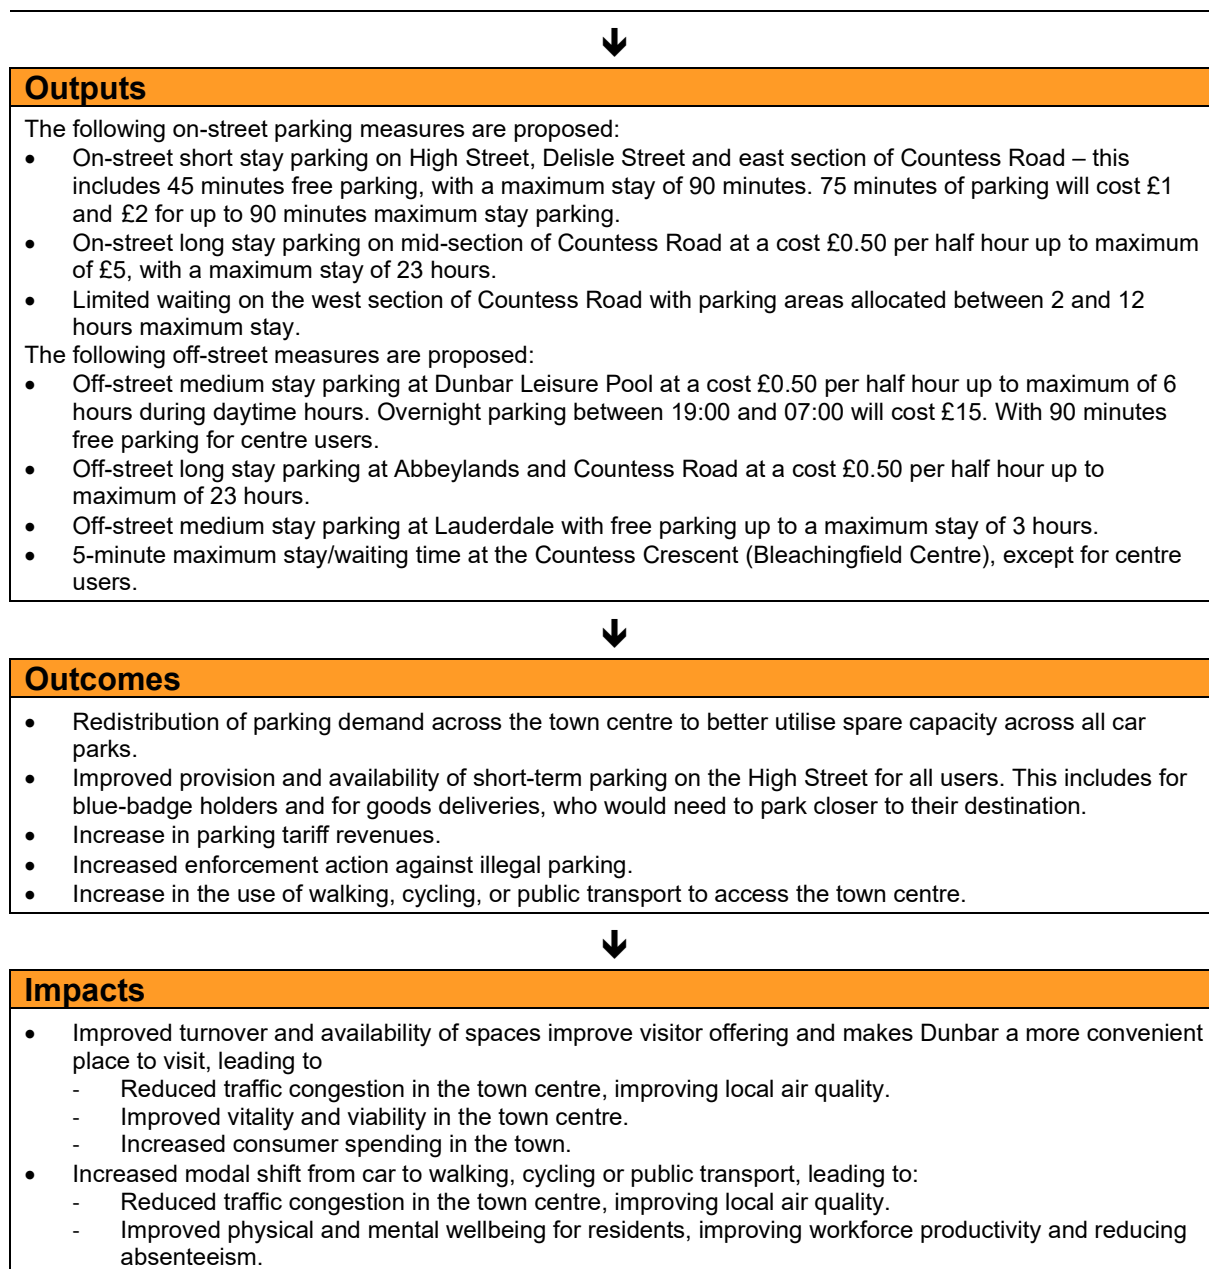 Outputs
The following on-street parking measures are proposed:
• On-street short stay parking on High Street, Delisle Street and east section of Countess Road – this
includes 45 minutes free parking, with a maximum stay of 90 minutes. 75 minutes of parking will cost £1
and £2 for up to 90 minutes maximum stay parking.
• On-street long stay parking on mid-section of Countess Road at a cost £0.50 per half hour up to maximum
of £5, with a maximum stay of 23 hours.
• Limited waiting on the west section of Countess Road with parking areas allocated between 2 and 12
hours maximum stay.
The following off-street measures are proposed:
• Off-street medium stay parking at Dunbar Leisure Pool at a cost £0.50 per half hour up to maximum of 6
hours during daytime hours. Overnight parking between 19:00 and 07:00 will cost £15. With 90 minutes
free parking for centre users.
• Off-street long stay parking at Abbeylands and Countess Road at a cost £0.50 per half hour up to
maximum of 23 hours.
• Off-street medium stay parking at Lauderdale with free parking up to a maximum stay of 3 hours.
• 5-minute maximum stay/waiting time at the Countess Crescent (Bleachingfield Centre), except for centre
users.
Outcomes
• Redistribution of parking demand across the town centre to better utilise spare capacity across all car
parks.
• Improved provision and availability of short-term parking on the High Street for all users. This includes for
blue-badge holders and for goods deliveries, who would need to park closer to their destination.
• Increase in parking tariff revenues.
• Increased enforcement action against illegal parking.
• Increase in the use of walking, cycling, or public transport to access the town centre.
Impacts
• Improved turnover and availability of spaces improve visitor offering and makes Dunbar a more convenient
place to visit, leading to
- Reduced traffic congestion in the town centre, improving local air quality.
- Improved vitality and viability in the town centre.
- Increased consumer spending in the town.
• Increased modal shift from car to walking, cycling or public transport, leading to:
- Reduced traffic congestion in the town centre, improving local air quality.
- Improved physical and mental wellbeing for residents, improving workforce productivity and reducing
absenteeism.